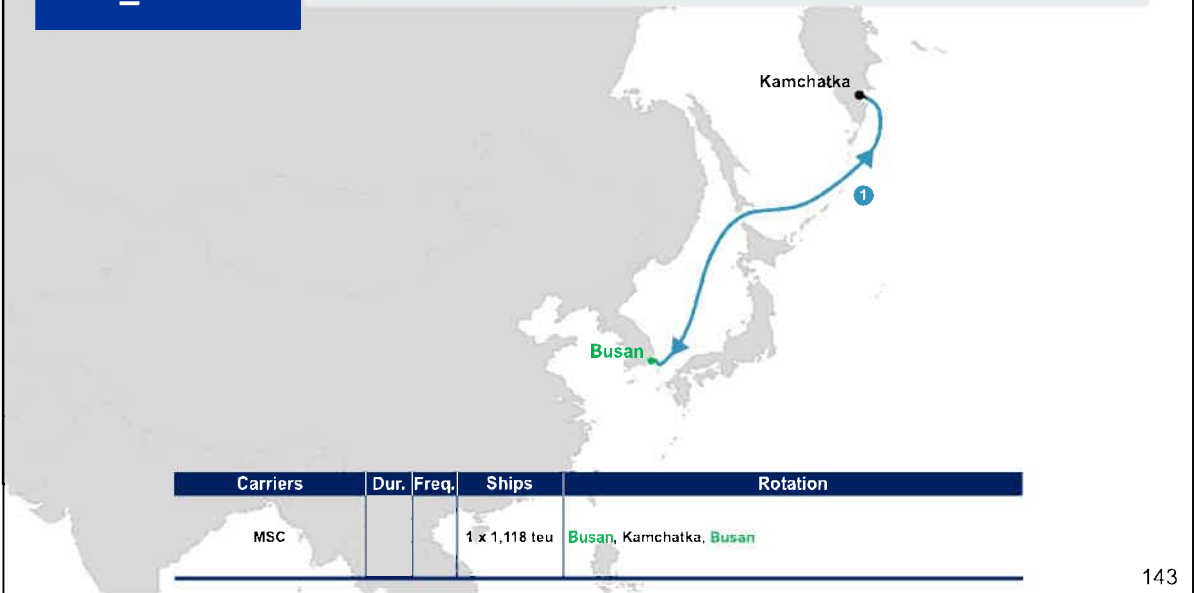 Kamchatka
1
Busan
Carriers Dur. Freq. Ships Rotation
MSC 1 x 1,118 teu Busan, Kamchatka, Busan
143